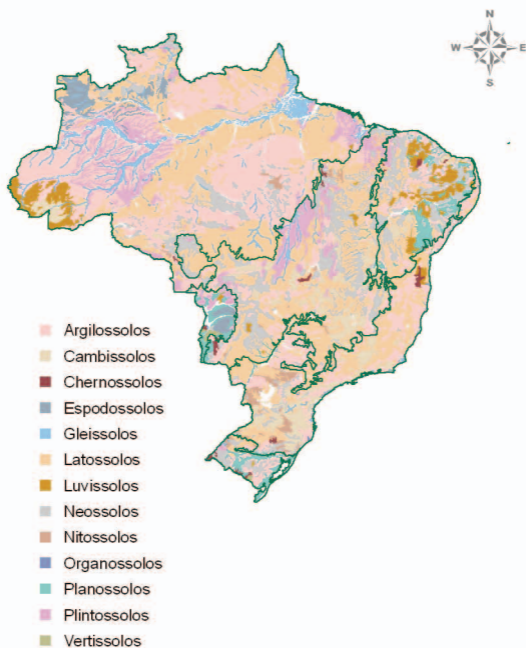 N
W E
S
Argilossolos
Cambissolos
Chernossolos
Espodossolos
Gleissolos
Latossolos
Luvissolos
Neossolos
Nitossolos
Organossolos
Planossolos
Plintossolos
Vertissolos